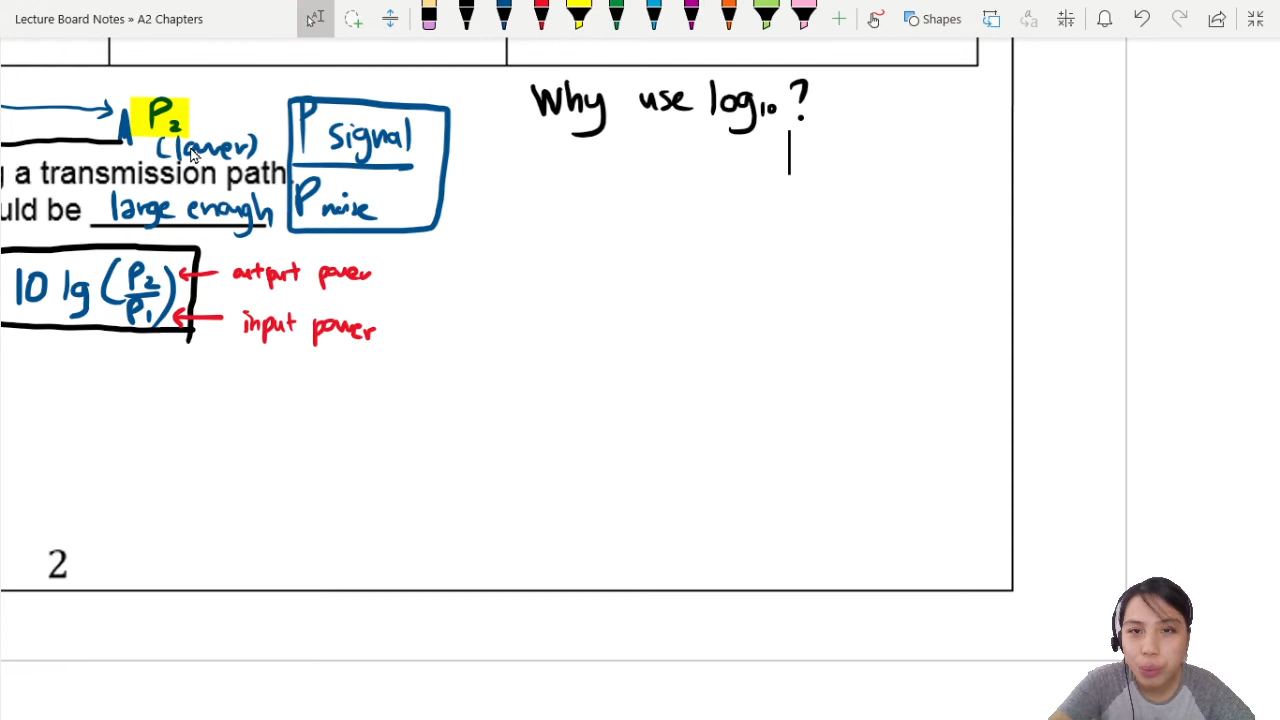 Lecture Board Notes » A2 Chapters
Shapes
P2
(lower)
P signal
P noise
g a transmission path.
uld be large enough
Why use log10?
10 lg (P2/P1)
output power
input power
2